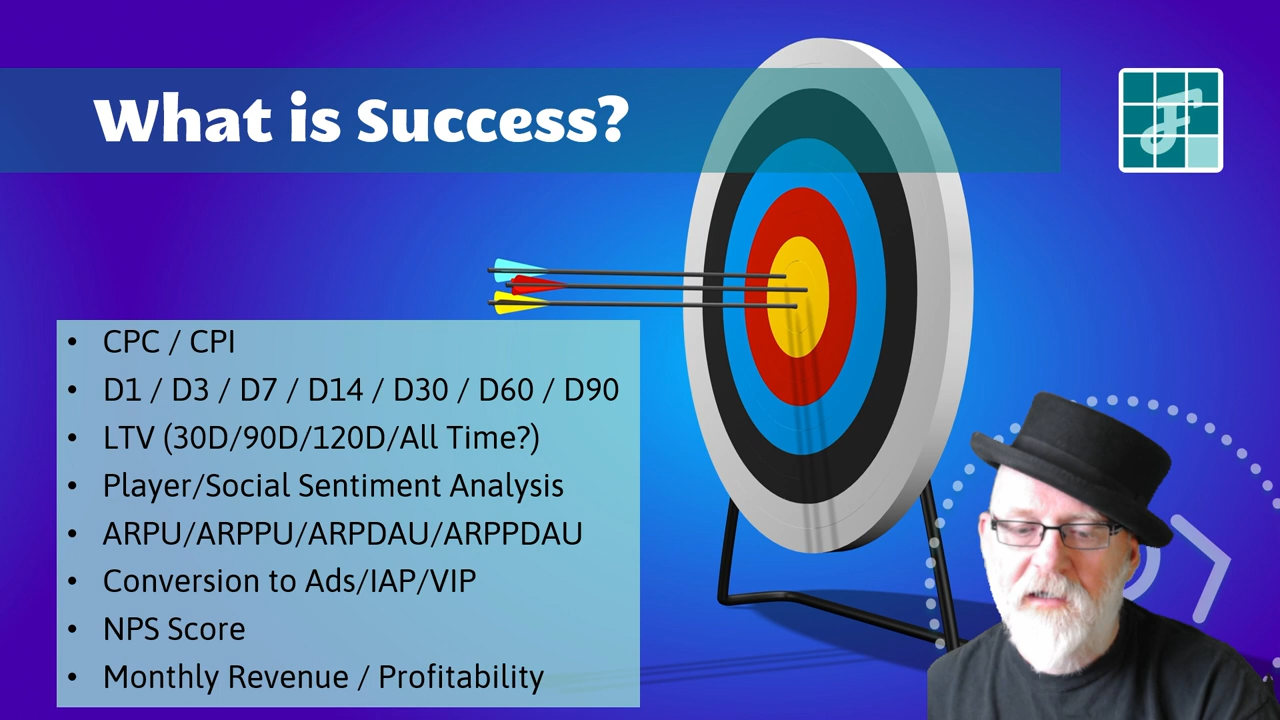 What is Success?
F
• CPC / CPI
• D1 / D3 / D7 / D14 / D30 / D60 / D90
• LTV (30D/90D/120D/All Time?)
• Player/Social Sentiment Analysis
• ARPU/ARPPU/ARPDAU/ARPPDAU
• Conversion to Ads/IAP/VIP
• NPS Score
• Monthly Revenue / Profitability